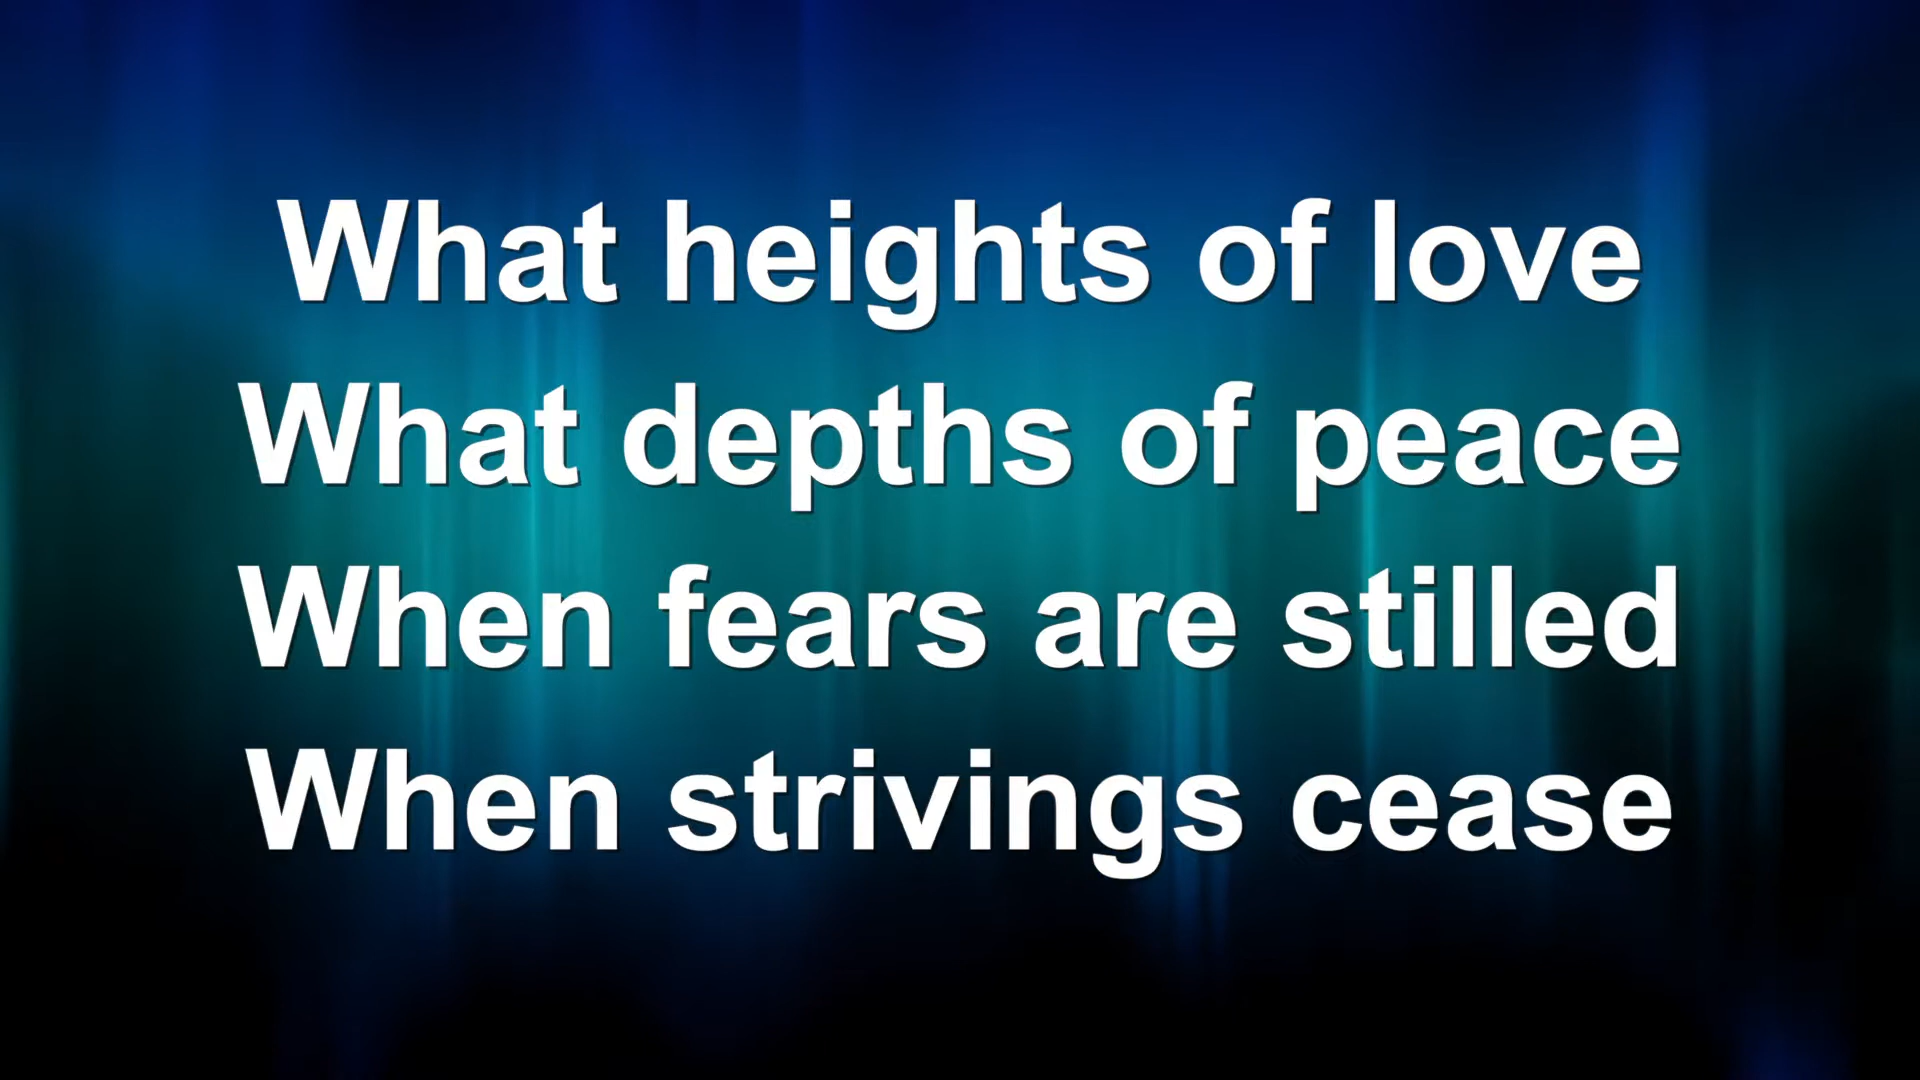 What heights of love
What depths of peace
When fears are stilled
When strivings cease